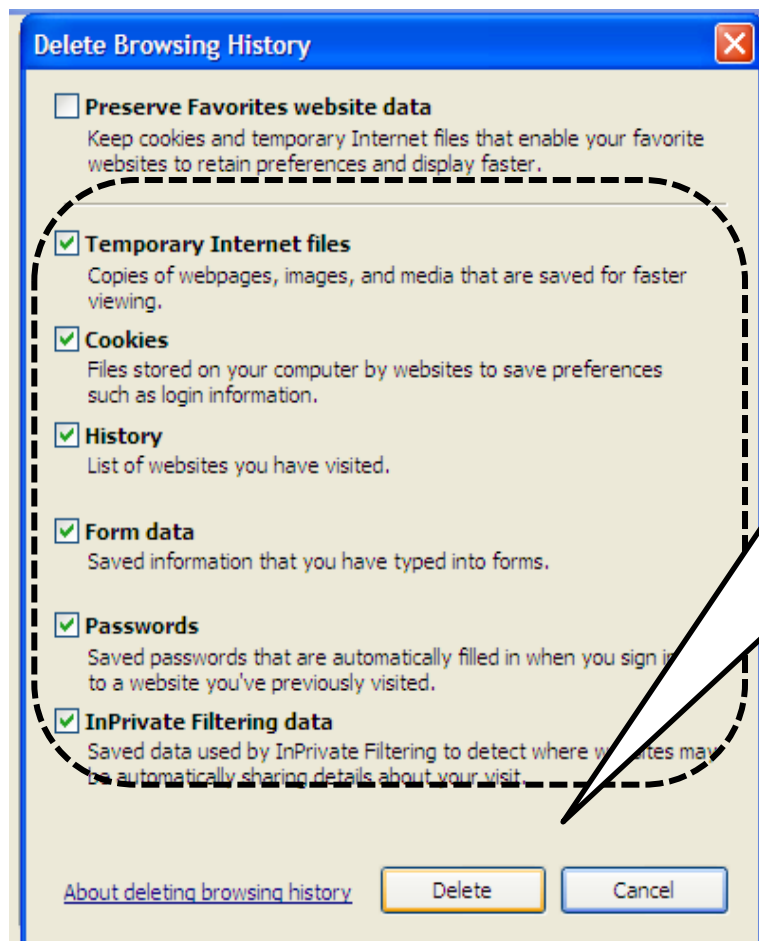 Delete Browsing History
Preserve Favorites website data
Keep cookies and temporary Internet files that enable your favorite
websites to retain preferences and display faster.
Temporary Internet files
Copies of webpages, images, and media that are saved for faster
viewing.
Cookies
Files stored on your computer by websites to save preferences
such as login information.
History
List of websites you have visited.
Form data
Saved information that you have typed into forms.
Passwords
Saved passwords that are automatically filled in when you sign in
to a website you've previously visited.
InPrivate Filtering data
Saved data used by InPrivate Filtering to detect where websites may
be automatically sharing details about your visit.
About deleting browsing history
Delete
Cancel